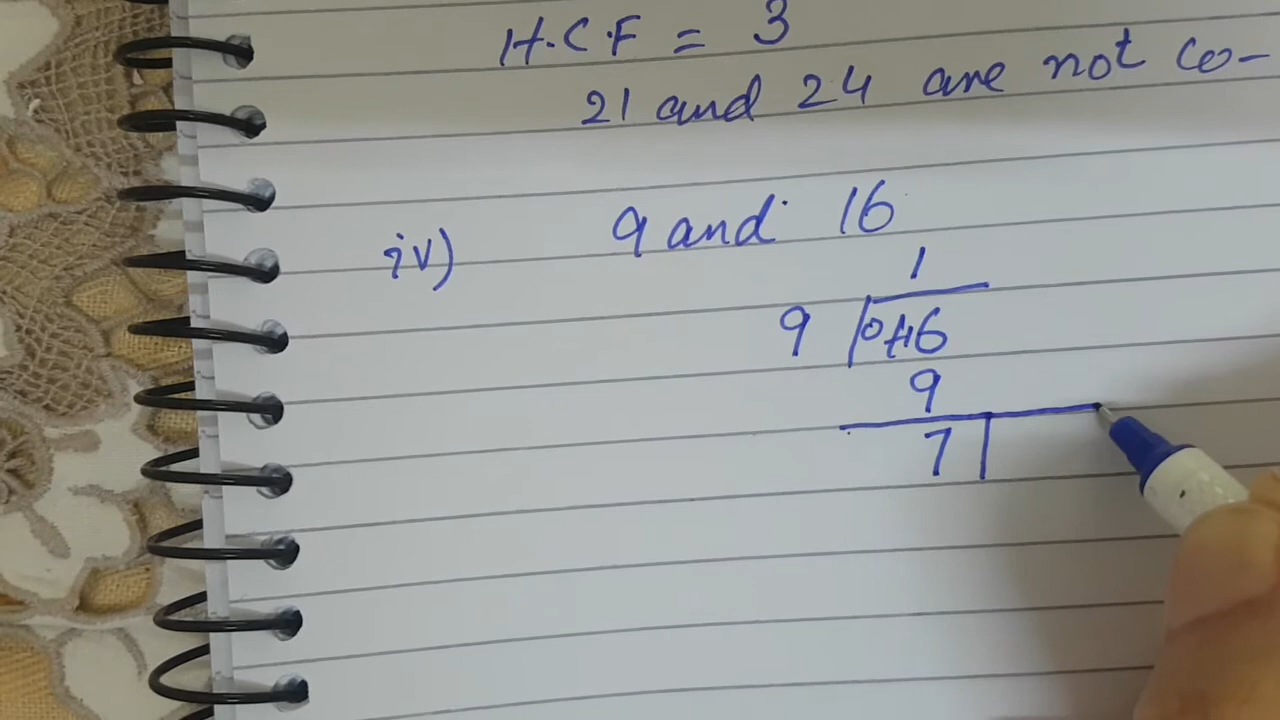 H.C.F = 3
21 and 24 are not co-
iv) 9 and 16
1
9 16
9
7